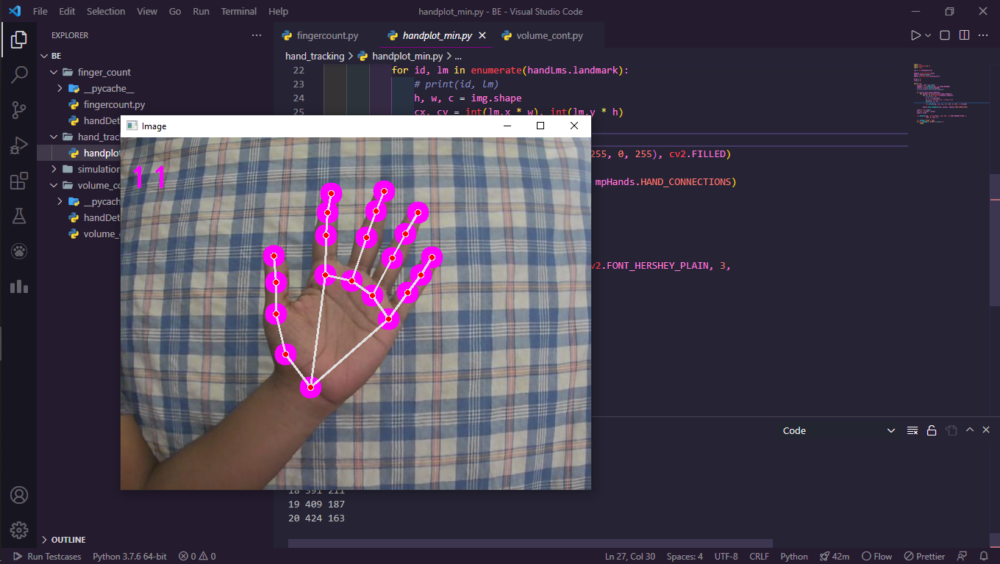 File Edit Selection View Go Run Terminal Help
handplot_min.py - BE - Visual Studio Code
EXPLORER
BE
finger_count
__pycache__
fingercount.py
handDet
hand_trac
handplot
simulation
volume_co
__pycach
handDet
volume_
OUTLINE
fingercount.py handplot_min.py volume_cont.py
hand_tracking > handplot_min.py > ...
22 for id, lm in enumerate(handLms.landmark):
23 # print(id, lm)
24 h, w, c = img.shape
25 cx, cy = int(lm.x * w), int(lm.y * h)
255, 0, 255), cv2.FILLED)
mpHands.HAND_CONNECTIONS)
v2.FONT_HERSHEY_PLAIN, 3,
Image
11
Code
18 391 211
19 409 187
20 424 163
Run Testcases Python 3.7.6 64-bit 0 0
Ln 27, Col 30 Spaces: 4 UTF-8 CRLF Python 42m Flow Prettier